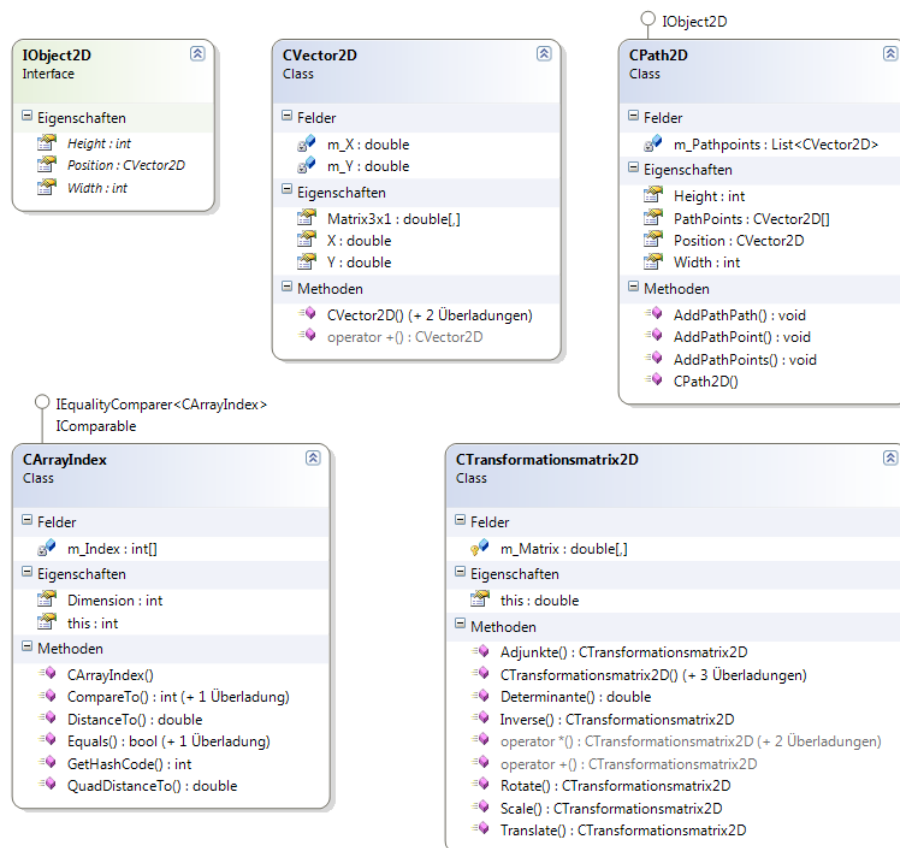 IObject2D
Interface
Eigenschaften
Height : int
Position : CVector2D
Width : int
CVector2D
Class
Felder
m_X : double
m_Y : double
Eigenschaften
Matrix3x1 : double[,]
X : double
Y : double
Methoden
CVector2D() (+ 2 Überladungen)
operator +() : CVector2D
IObject2D
CPath2D
Class
Felder
m_Pathpoints : List<CVector2D>
Eigenschaften
Height : int
PathPoints : CVector2D[]
Position : CVector2D
Width : int
Methoden
AddPathPath() : void
AddPathPoint() : void
AddPathPoints() : void
CPath2D()
IEqualityComparer<CArrayIndex>
IComparable
CArrayIndex
Class
Felder
m_Index : int[]
Eigenschaften
Dimension : int
this : int
Methoden
CArrayIndex()
CompareTo() : int (+ 1 Überladung)
DistanceTo() : double
Equals() : bool (+ 1 Überladung)
GetHashCode() : int
QuadDistanceTo() : double
CTransformationsmatrix2D
Class
Felder
m_Matrix : double[,]
Eigenschaften
this : double
Methoden
Adjunkte() : CTransformationsmatrix2D
CTransformationsmatrix2D() (+ 3 Überladungen)
Determinante() : double
Inverse() : CTransformationsmatrix2D
operator *() : CTransformationsmatrix2D (+ 2 Überladungen)
operator +() : CTransformationsmatrix2D
Rotate() : CTransformationsmatrix2D
Scale() : CTransformationsmatrix2D
Translate() : CTransformationsmatrix2D